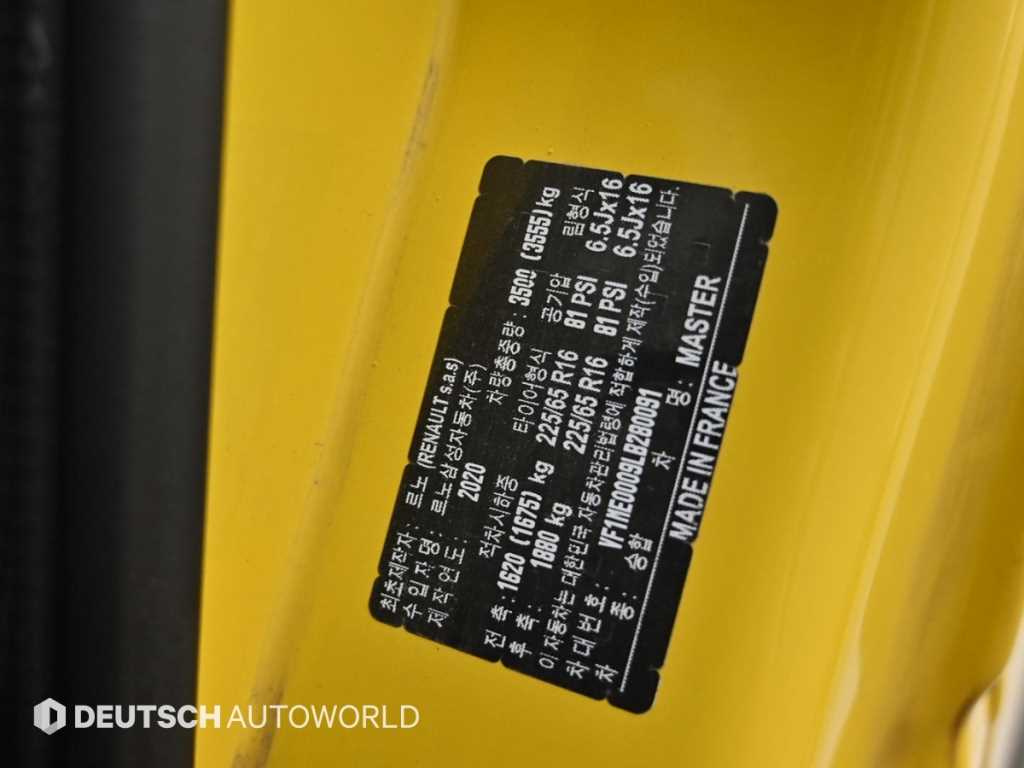 최초제작자: 르노 (RENAULT s.a.s)
수입자명: 르노삼성자동차(주)
제작연도: 2020 차량총중량: 3500 (3555)kg
적차시하중 타이어형식 공기압 림형식
전 축: 1620 (1675) kg 225/65 R16 81 PSI 6.5Jx16
후 축: 1880 kg 225/65 R16 81 PSI 6.5Jx16
이 자동차는 대한민국 자동차관리법령에 적합하게 제작(수입)되었습니다.
차대번호: VF1ME0009LB2B0091
차 종: 승합 차 명: MASTER
MADE IN FRANCE
DEUTSCH AUTOWORLD